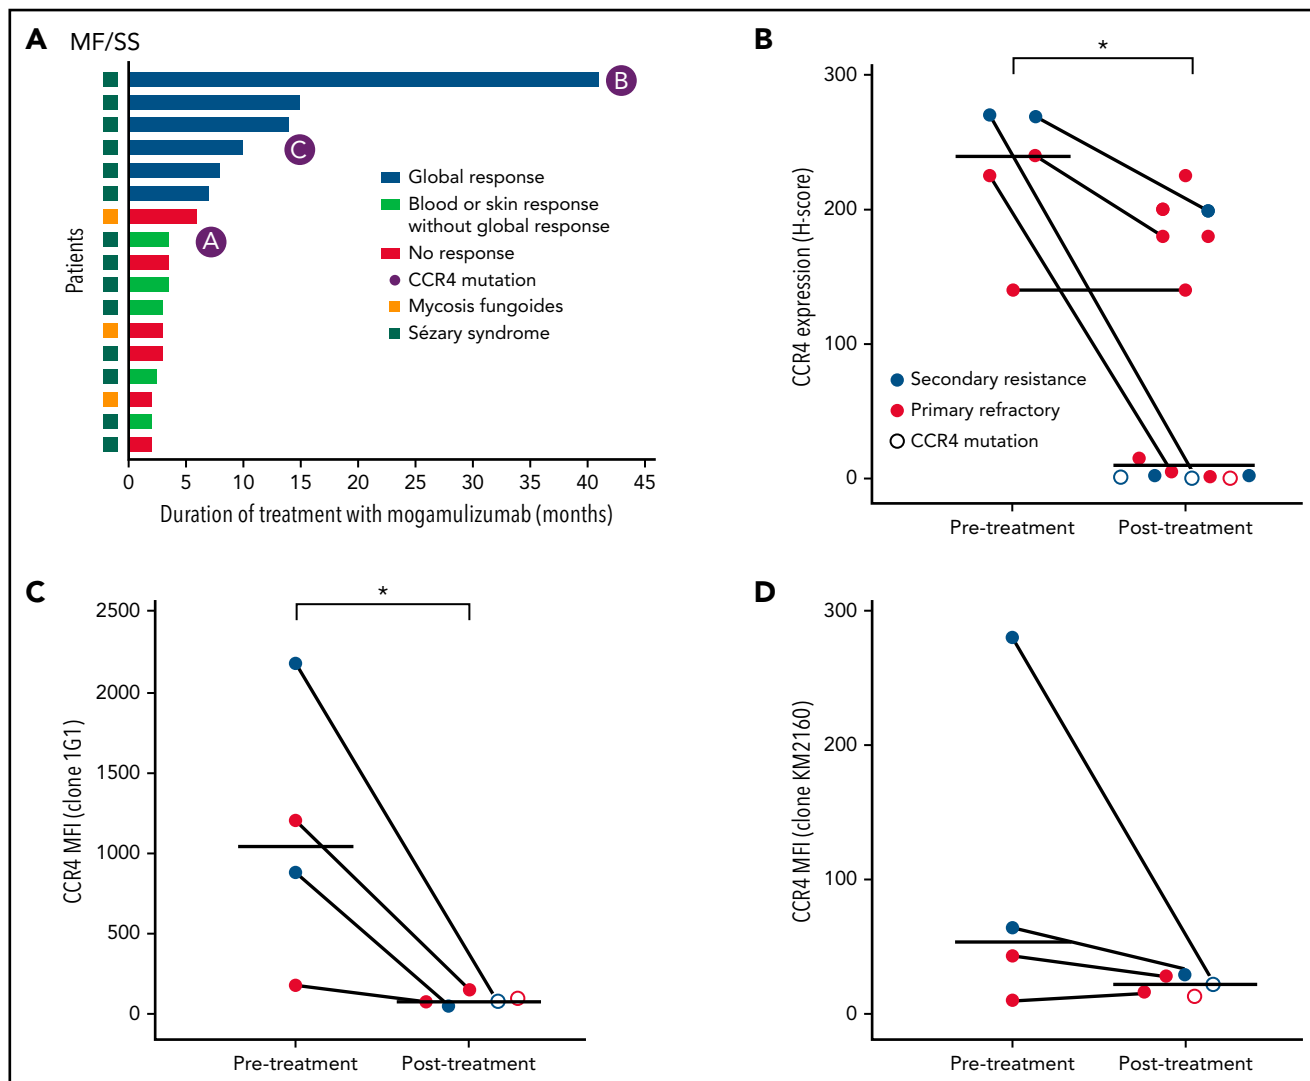 A MF/SS
B
C
A
Patients
Global response
Blood or skin response
without global response
No response
CCR4 mutation
Mycosis fungoides
Sézary syndrome
0 5 10 15 20 25 30 35 40 45
Duration of treatment with mogamulizumab (months)
B
*
CCR4 expression (H-score)
300
200
100
0
Secondary resistance
Primary refractory
CCR4 mutation
Pre-treatment Post-treatment
C
*
CCR4 MFI (clone 1G1)
2500
2000
1500
1000
500
0
Pre-treatment Post-treatment
D
CCR4 MFI (clone KM2160)
300
200
100
0
Pre-treatment Post-treatment